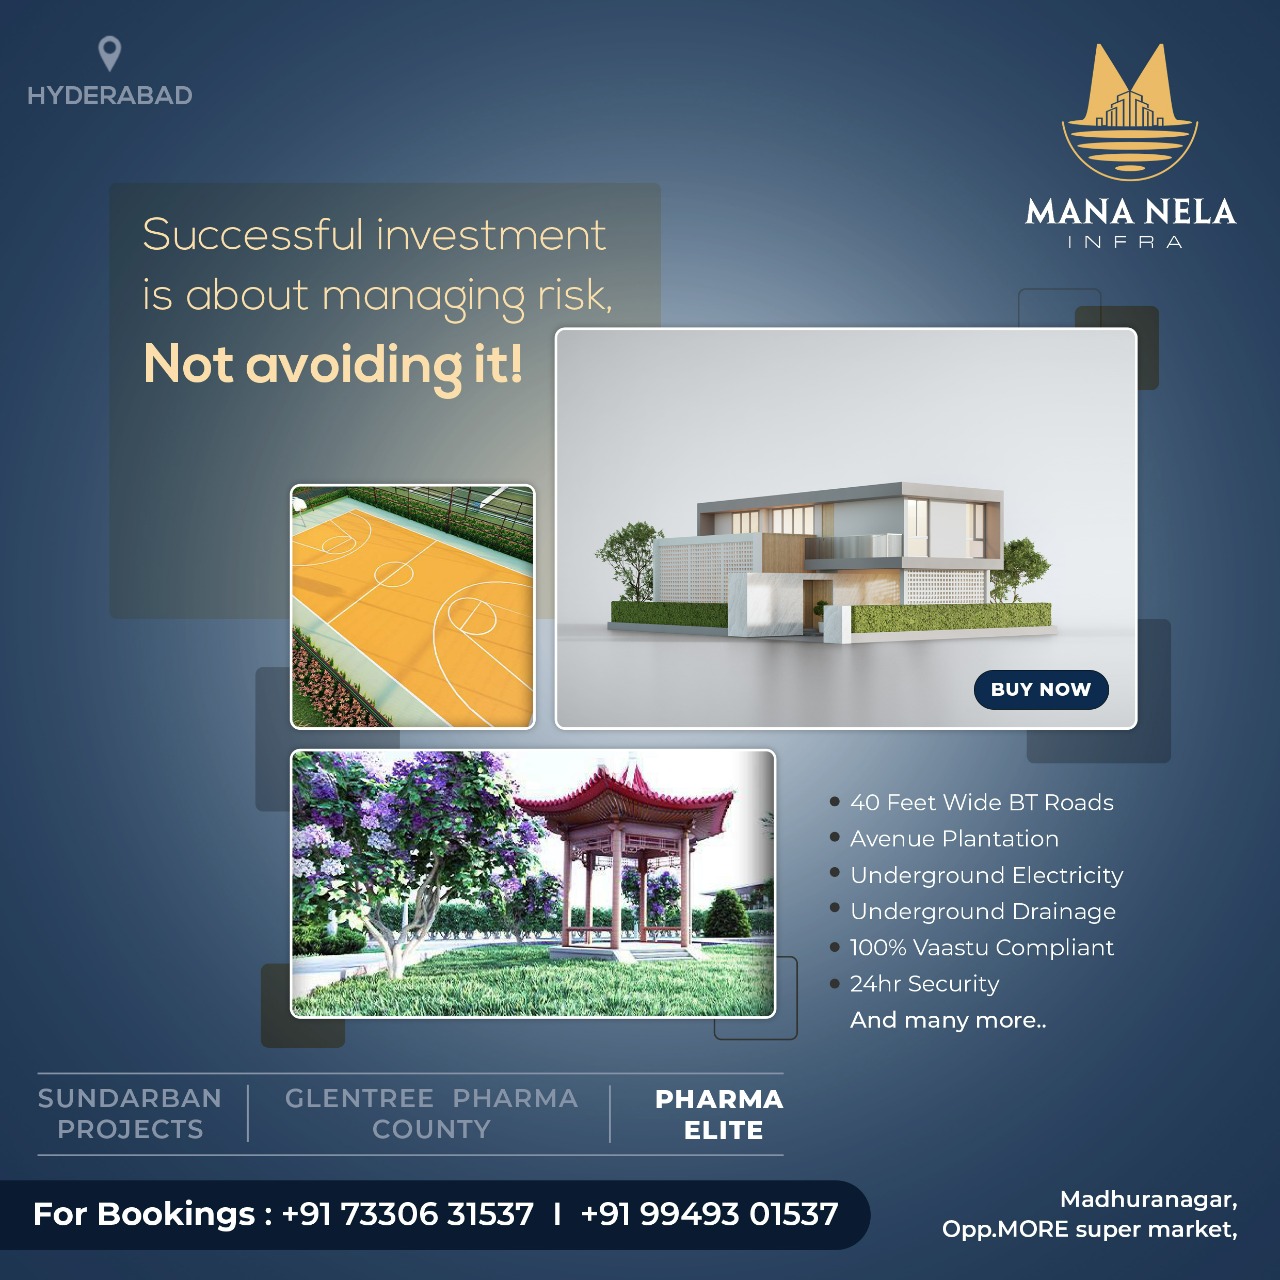 HYDERABAD
MANA NELA
INFRA
Successful investment
is about managing risk,
Not avoiding it!
BUY NOW
40 Feet Wide BT Roads
Avenue Plantation
Underground Electricity
Underground Drainage
100% Vaastu Compliant
24hr Security
And many more..
SUNDARBAN
PROJECTS
GLENTREE PHARMA
COUNTY
PHARMA
ELITE
For Bookings : +91 73306 31537 I +91 99493 01537
Madhuranagar,
Opp.MORE super market,